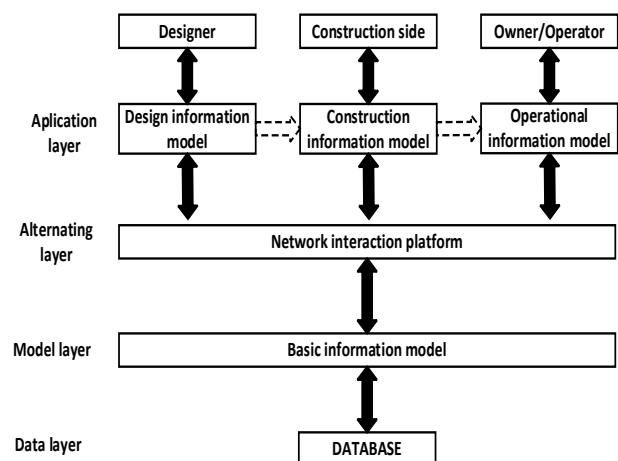 Designer
Construction side
Owner/Operator
Aplication
layer
Design information
model
Construction
information model
Operational
information model
Alternating
layer
Network interaction platform
Model layer
Basic information model
Data layer
DATABASE